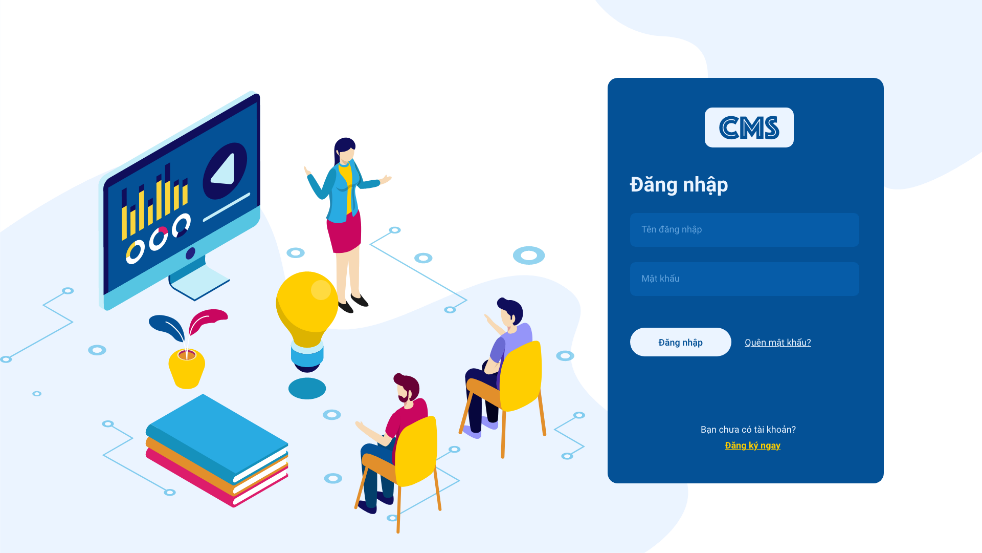 CMS
Đăng nhập
Tên đăng nhập
Mật khẩu
Đăng nhập Quên mật khẩu?
Bạn chưa có tài khoản?
Đăng ký ngay